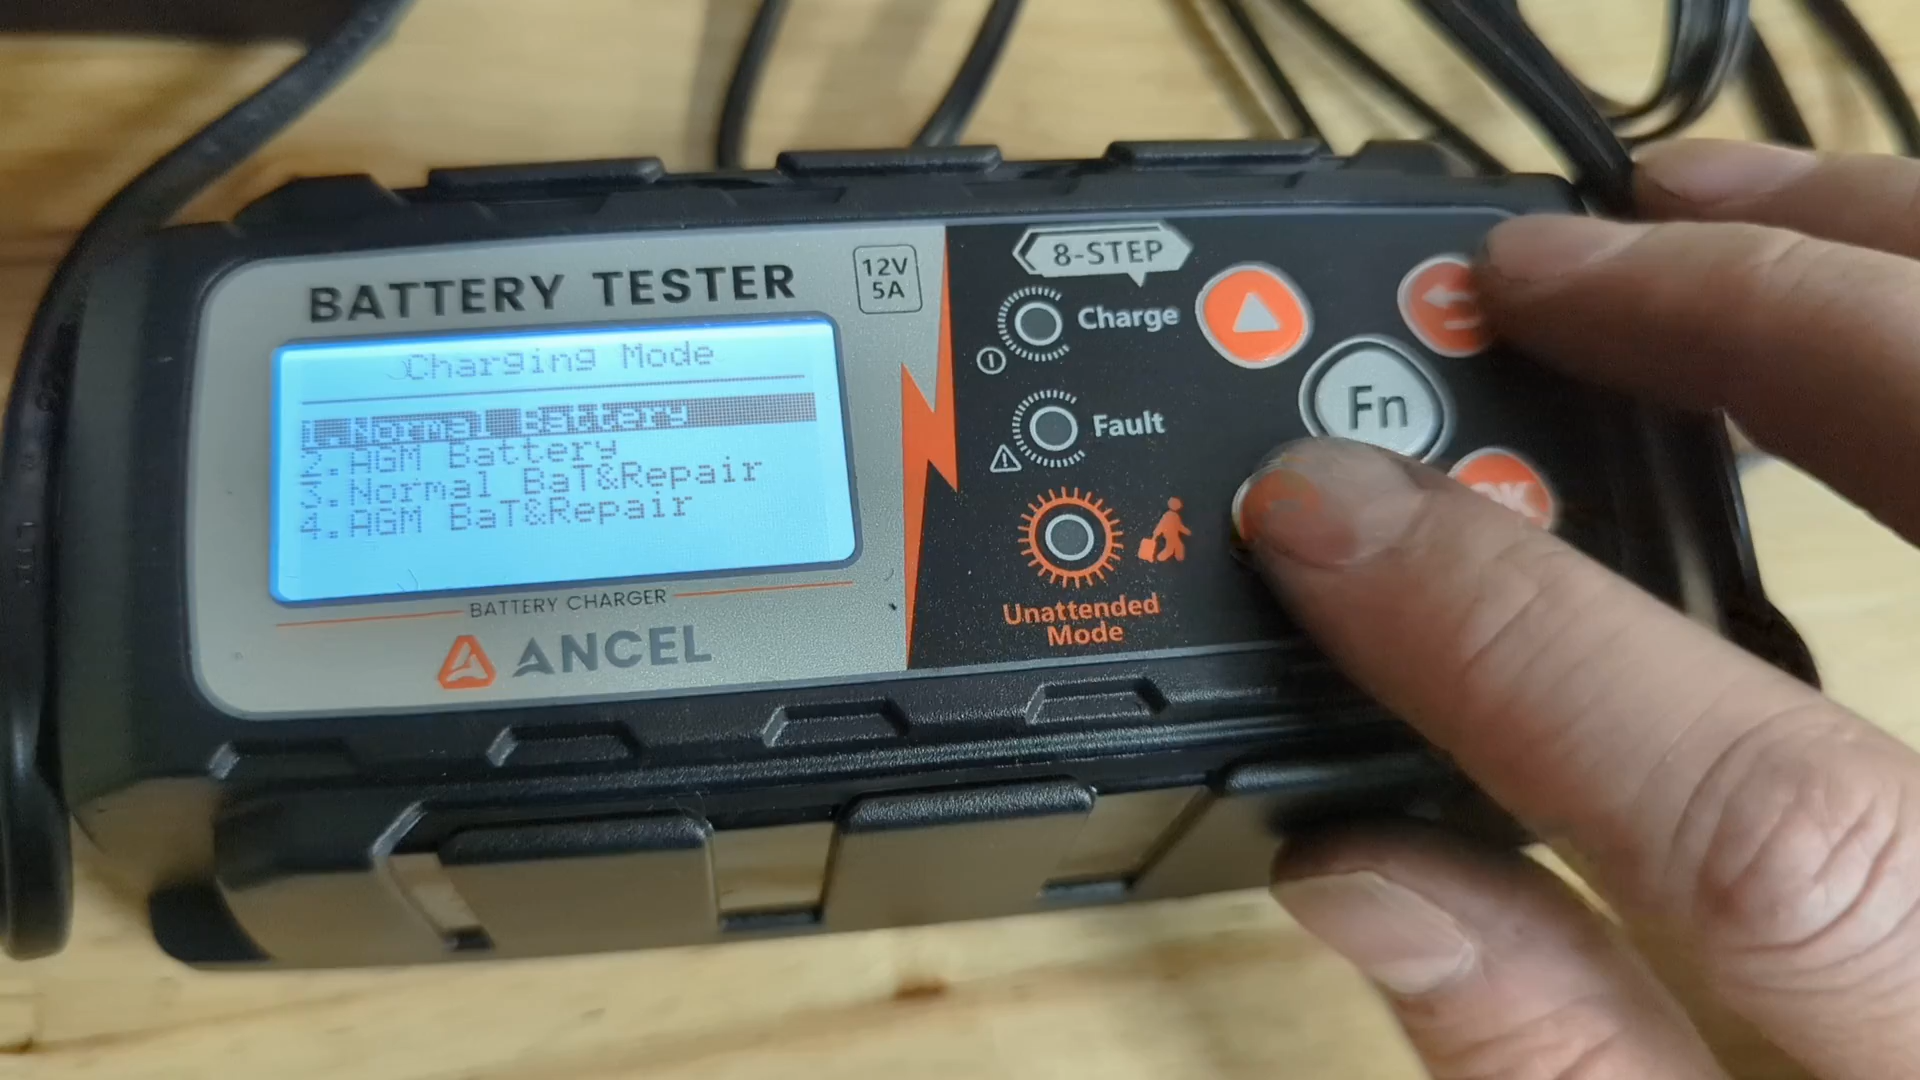 BATTERY TESTER
12V
5A
Charging Mode
1.Normal Battery
2.AGM Battery
3.Normal BaT&Repair
4.AGM BaT&Repair
BATTERY CHARGER
ANCEL
8-STEP
Charge
Fault
Unattended
Mode
Fn
OK